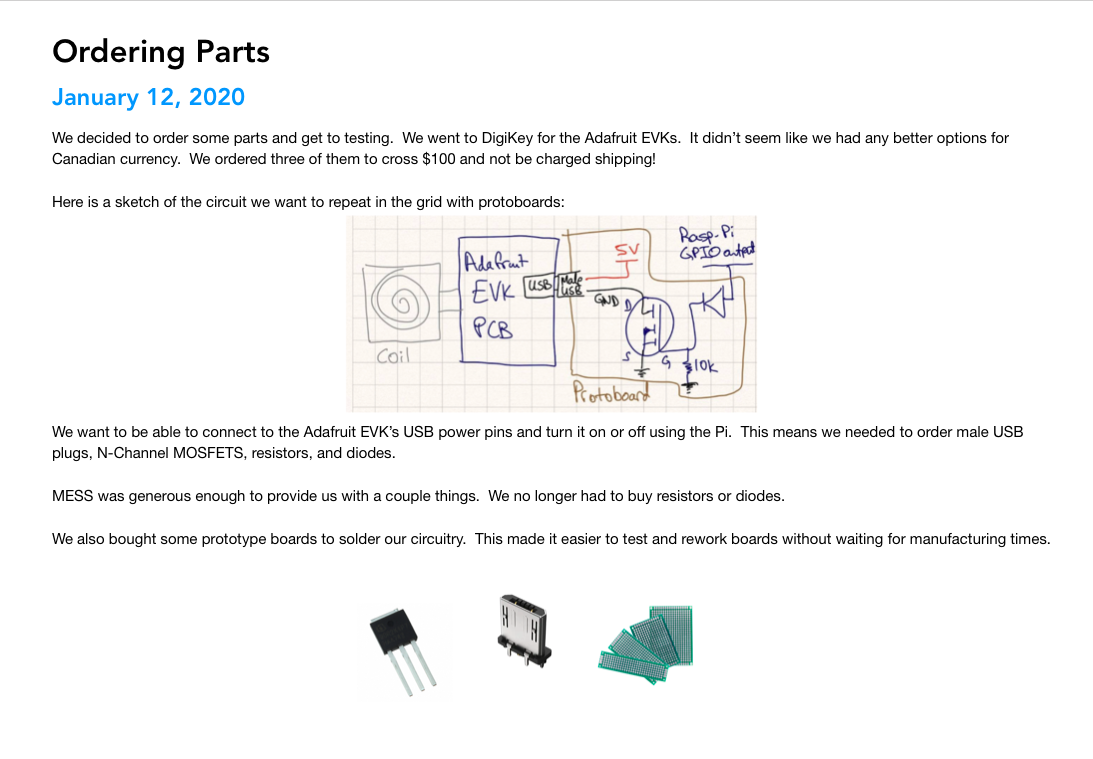 Ordering Parts
January 12, 2020
We decided to order some parts and get to testing.  We went to DigiKey for the Adafruit EVKs.  It didn’t seem like we had any better options for
Canadian currency.  We ordered three of them to cross $100 and not be charged shipping!
Here is a sketch of the circuit we want to repeat in the grid with protoboards:
Rasp-Pi
GPIO output
5V
Adafruit
EVK
PCB
USB
Male
USB
GND
D
S
G
10K
Coil
Protoboard
We want to be able to connect to the Adafruit EVK’s USB power pins and turn it on or off using the Pi.  This means we needed to order male USB
plugs, N-Channel MOSFETS, resistors, and diodes.
MESS was generous enough to provide us with a couple things.  We no longer had to buy resistors or diodes.
We also bought some prototype boards to solder our circuitry.  This made it easier to test and rework boards without waiting for manufacturing times.